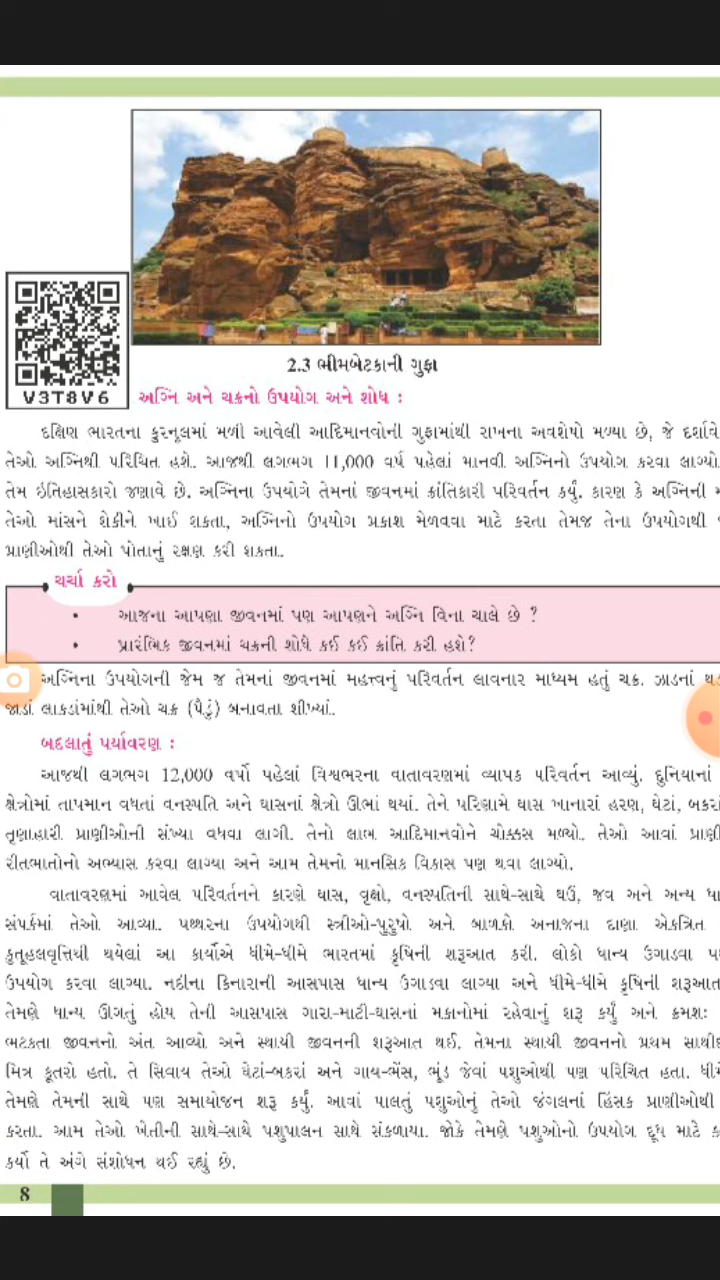 2.3 ભીમબેટકાની ગુફા
V3T8V6
અગ્નિ અને ચક્રનો ઉપયોગ અને શોધ :
દક્ષિણ ભારતના કુરનૂલમાં મળી આવેલી આદિમાનવોની ગુફામાંથી રાખના અવશેષો મળ્યા છે, જે દર્શાવે
તેઓ અગ્નિથી પરિચિત હશે. આજથી લગભગ 11,000 વર્ષ પહેલાં માનવી અગ્નિનો ઉપયોગ કરવા લાગ્યો
તેમ ઇતિહાસકારો જણાવે છે. અગ્નિના ઉપયોગે તેમનાં જીવનમાં ક્રાંતિકારી પરિવર્તન કર્યું. કારણ કે અગ્નિની
તેઓ માંસને શેકીને ખાઈ શકતા, અગ્નિનો ઉપયોગ પ્રકાશ મેળવવા માટે કરતા તેમજ તેના ઉપયોગથી
પ્રાણીઓથી તેઓ પોતાનું રક્ષણ કરી શકતા.
ચર્ચા કરો
• આજના આપણા જીવનમાં પણ આપણને અગ્નિ વિના ચાલે છે ?
• પ્રારંભિક જીવનમાં ચક્રની શોધે કઈ કઈ ક્રાંતિ કરી હશે?
અગ્નિના ઉપયોગની જેમ જ તેમનાં જીવનમાં મહત્ત્વનું પરિવર્તન લાવનાર માધ્યમ હતું ચક્ર. ઝાડનાં
જાડાં લાકડાંમાંથી તેઓ ચક્ર (પૈડું) બનાવતા શીખ્યાં.
બદલાતું પર્યાવરણ :
આજથી લગભગ 12,000 વર્ષો પહેલાં વિશ્વભરના વાતાવરણમાં વ્યાપક પરિવર્તન આવ્યું. દુનિયાનાં
ક્ષેત્રોમાં તાપમાન વધતાં વનસ્પતિ અને ઘાસનાં ક્ષેત્રો ઊભાં થયાં. તેને પરિણામે ઘાસ ખાનારાં હરણ, ઘેટાં,
તૃણાહારી પ્રાણીઓની સંખ્યા વધવા લાગી. તેનો લાભ આદિમાનવોને ચોક્કસ મળ્યો. તેઓ આવાં
રીતભાતોનો અભ્યાસ કરવા લાગ્યા અને આમ તેમનો માનસિક વિકાસ પણ થવા લાગ્યો.
વાતાવરણમાં આવેલ પરિવર્તનને કારણે ઘાસ, વૃક્ષો, વનસ્પતિની સાથે-સાથે ઘઉં, જવ અને અન્ય
સંપર્કમાં તેઓ આવ્યા. પથ્થરના ઉપયોગથી સ્ત્રીઓ-પુરુષો અને બાળકો અનાજના દાણા એકત્રિત
કુતૂહલવૃત્તિથી થયેલાં આ કાર્યોએ ધીમે-ધીમે ભારતમાં કૃષિની શરૂઆત કરી. લોકો ધાન્ય ઉગાડવા
ઉપયોગ કરવા લાગ્યા. નદીના કિનારાની આસપાસ ધાન્ય ઉગાડવા લાગ્યા અને ધીમે-ધીમે કૃષિની શરૂઆત
તેમણે ધાન્ય ઊગતું હોય તેની આસપાસ ગારા-માટી-ઘાસનાં મકાનોમાં રહેવાનું શરૂ કર્યું અને ક્રમશઃ
ભટકતા જીવનનો અંત આવ્યો અને સ્થાયી જીવનની શરૂઆત થઈ. તેમના સ્થાયી જીવનનો પ્રથમ
મિત્ર કૂતરો હતો. તે સિવાય તેઓ ઘેટાં-બકરાં અને ગાય-ભેંસ, ભૂંડ જેવાં પશુઓથી પણ પરિચિત હતા.
તેમણે તેમની સાથે પણ સમાયોજન શરૂ કર્યું. આવાં પાલતું પશુઓનું તેઓ જંગલનાં હિંસક પ્રાણીઓથી
કરતા. આમ તેઓ ખેતીની સાથે-સાથે પશુપાલન સાથે સંકળાયા. જોકે તેમણે પશુઓનો ઉપયોગ દૂધ માટે
કર્યો તે અંગે સંશોધન થઈ રહ્યું છે.
8